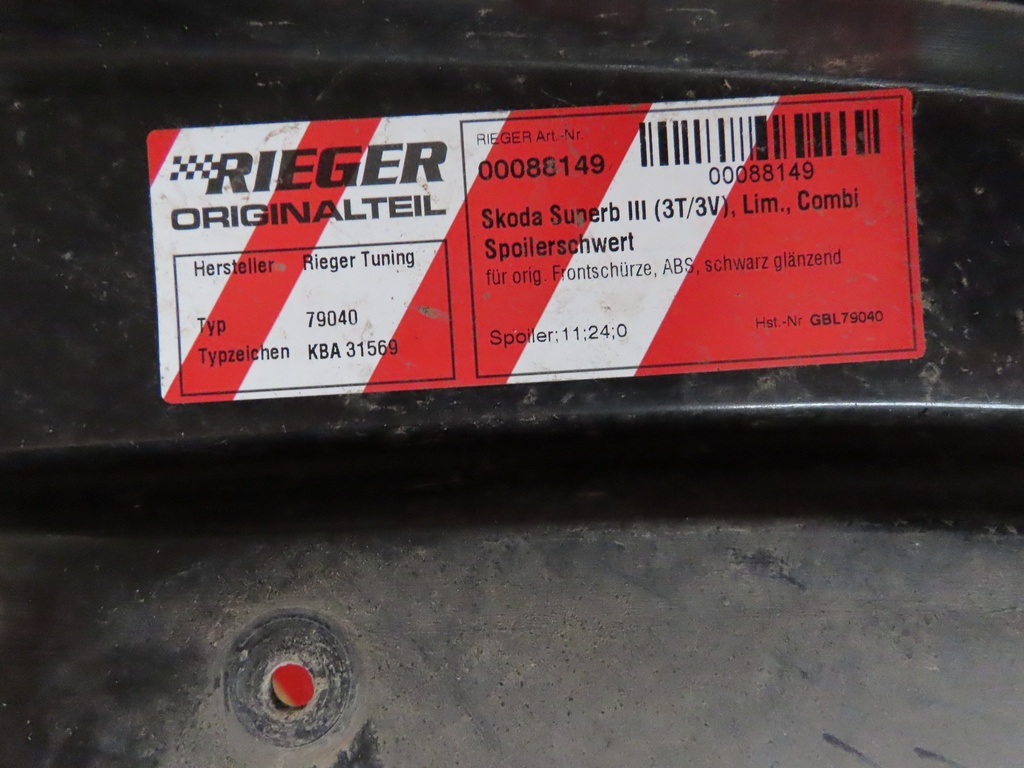 RIEGER
ORIGINALTEIL
Hersteller Rieger Tuning
Typ 79040
Typzeichen KBA 31569
RIEGER Art.-Nr.
00088149
00088149
Skoda Superb III (3T/3V), Lim., Combi
Spoilerschwert
für orig. Frontschürze, ABS, schwarz glänzend
Spoiler;11;24;0
Hst.-Nr GBL79040